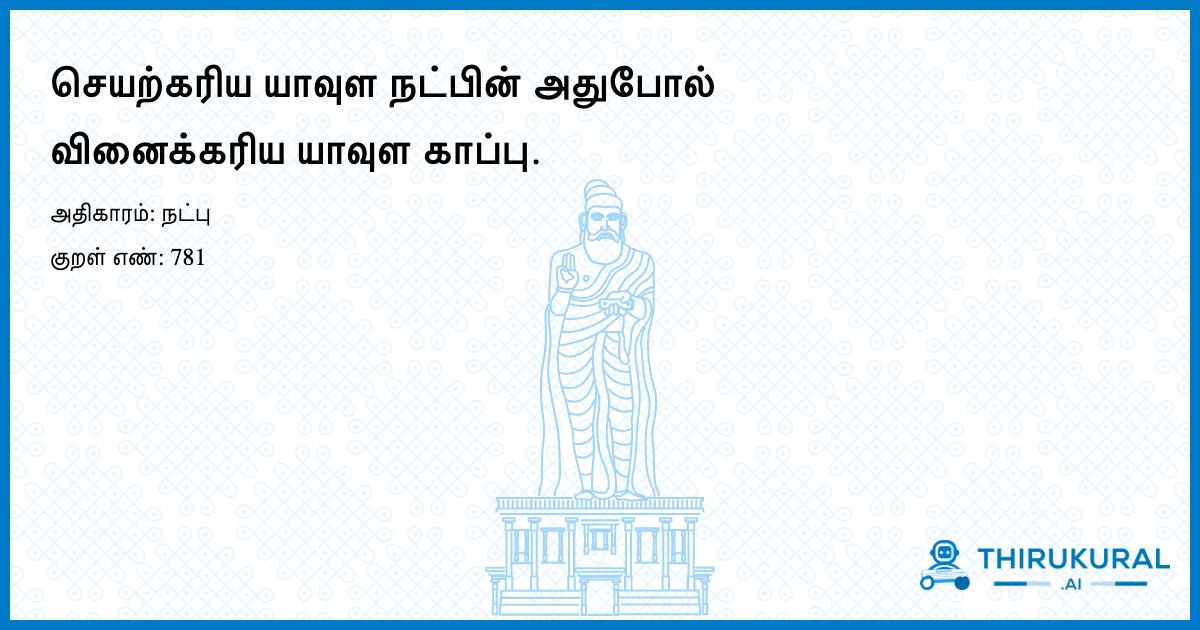 செயற்கரிய யாவுள நட்பின் அதுபோல்
வினைக்கரிய யாவுள காப்பு.
அதிகாரம்: நட்பு
குறள் எண்: 781
THIRUKURAL
.AI